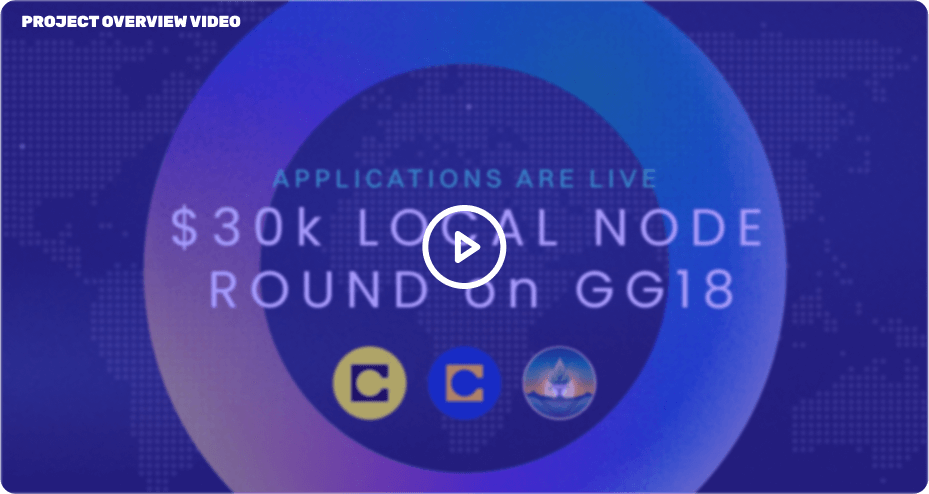 PROJECT OVERVIEW VIDEO
APPLICATIONS ARE LIVE
$30k LOCAL NODE
ROUND on GG18